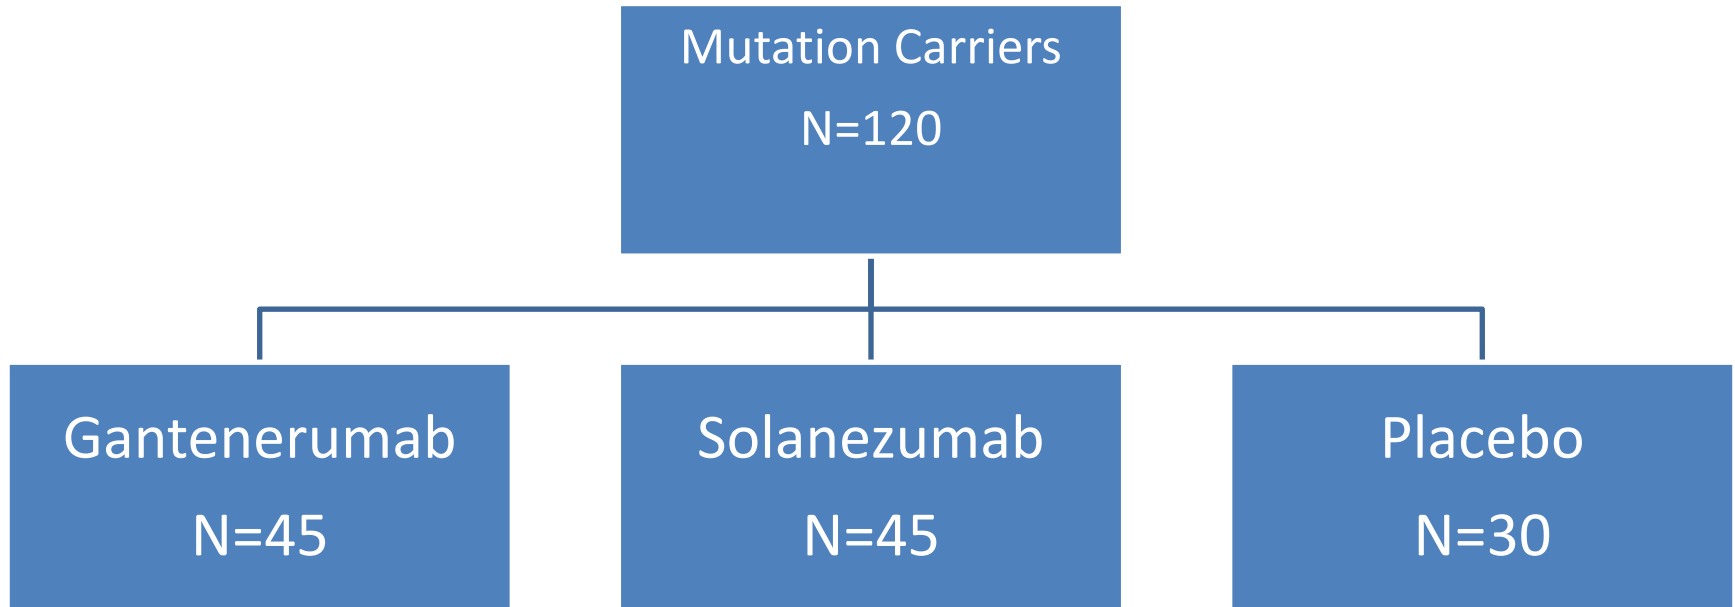 Mutation Carriers
N=120
Gantenerumab
N=45
Solanezumab
N=45
Placebo
N=30